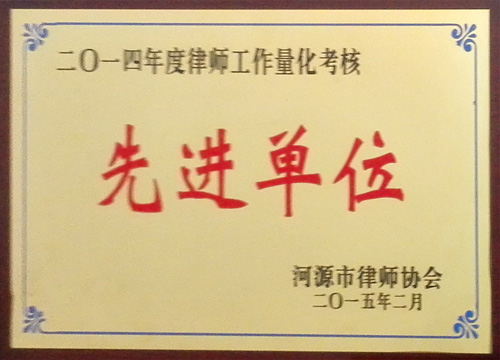 二〇一四年度律师工作量化考核
先进单位
河源市律师协会
二〇一五年二月